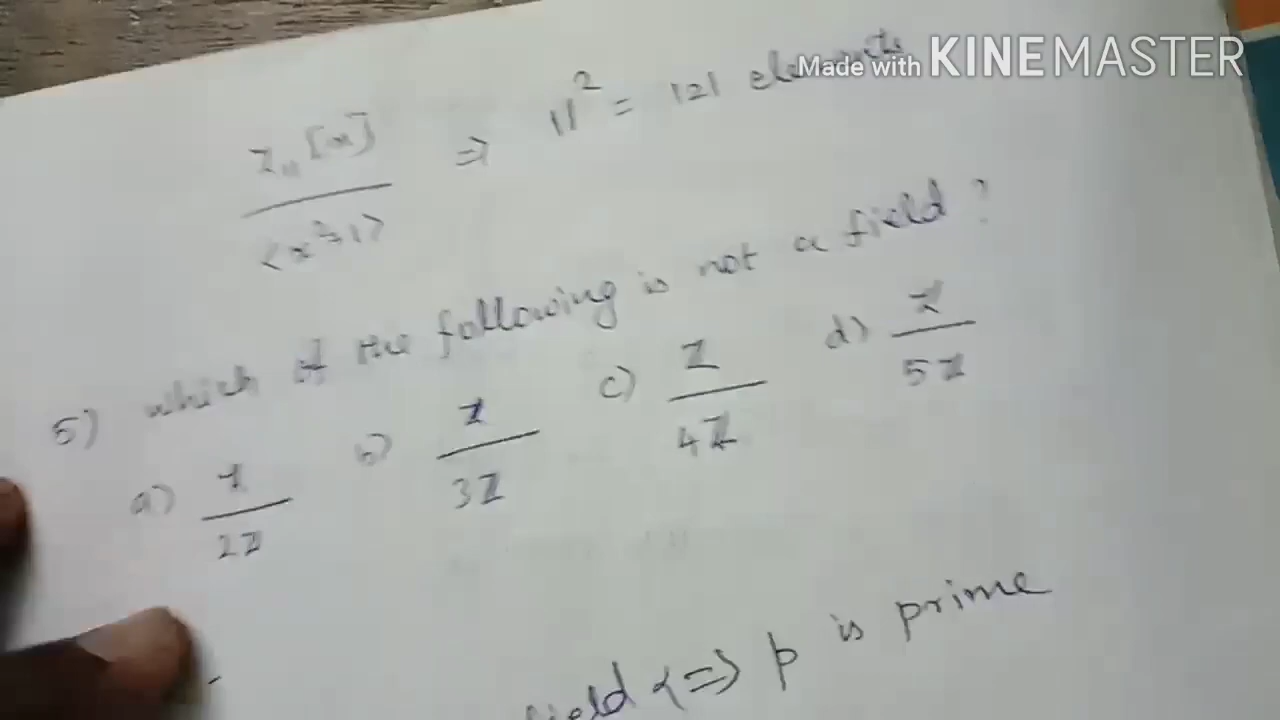 Made with KINEMASTER
Z₁₁[x] / <x²+1> ⇒ 11² = 121 elements
5) which of the following is not a field?
a) Z/2Z b) Z/3Z c) Z/4Z d) Z/5Z
field <=> p is prime